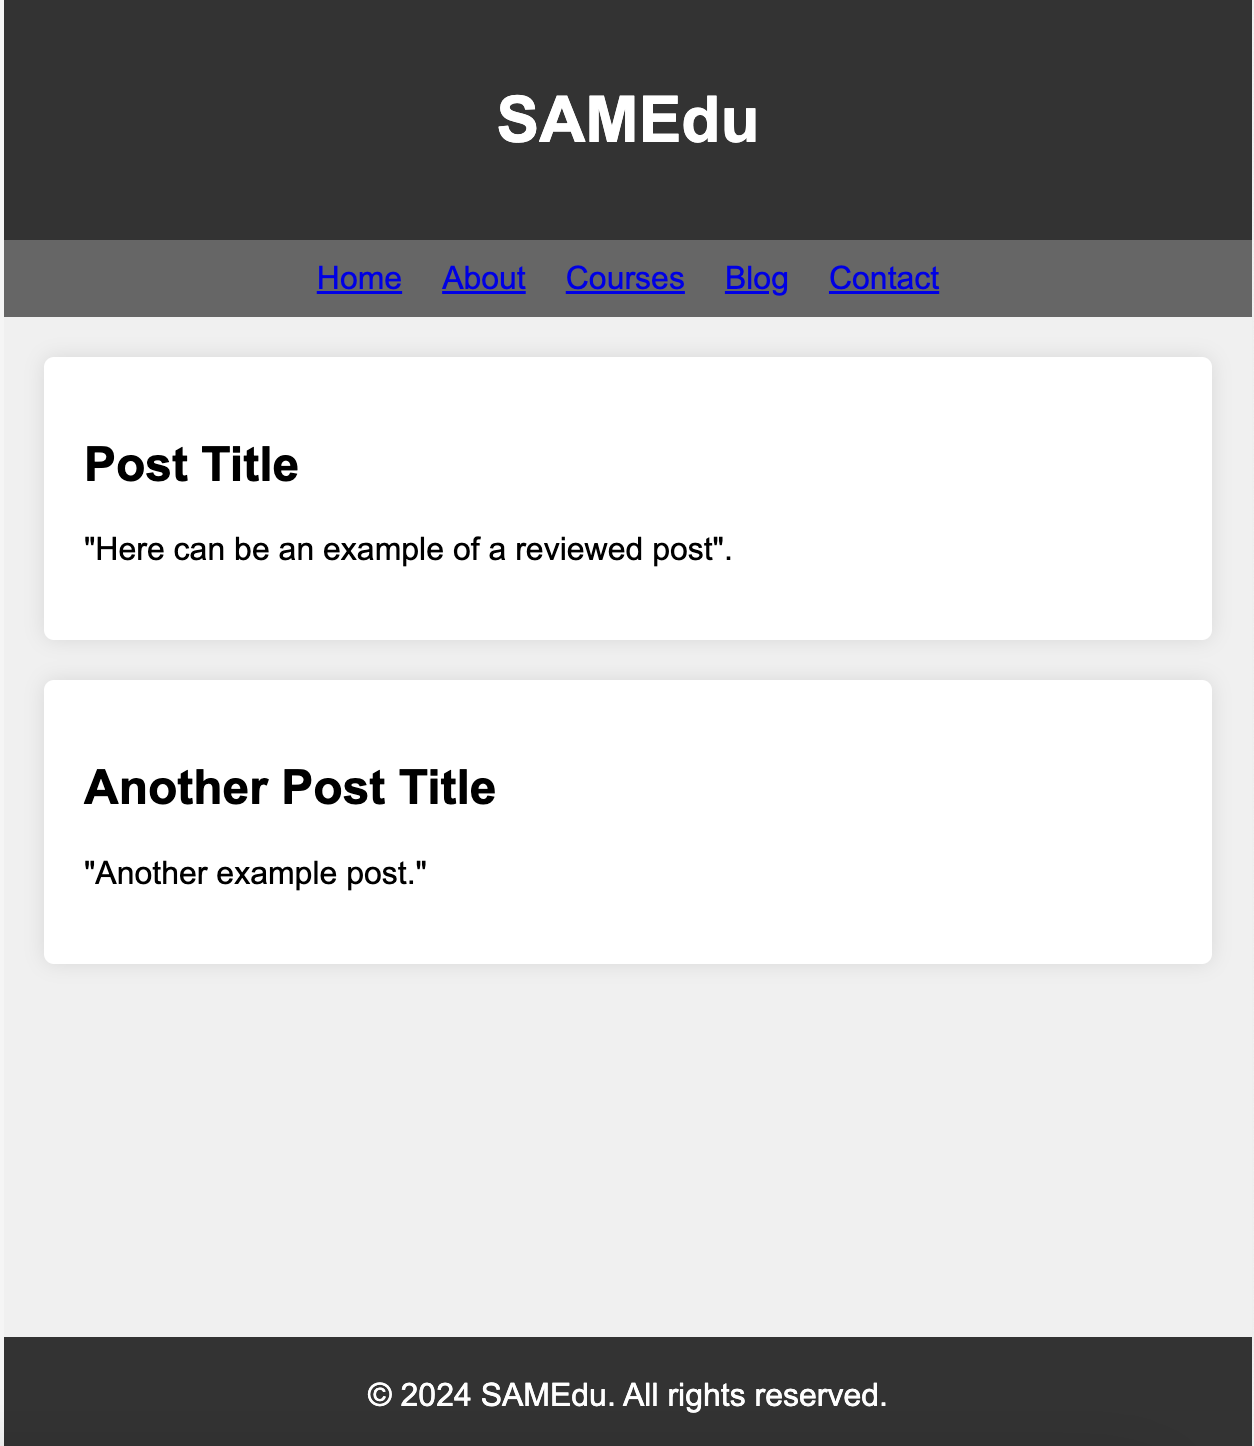 SAMEdu
Home About Courses Blog Contact
Post Title
"Here can be an example of a reviewed post".
Another Post Title
"Another example post."
© 2024 SAMEdu. All rights reserved.